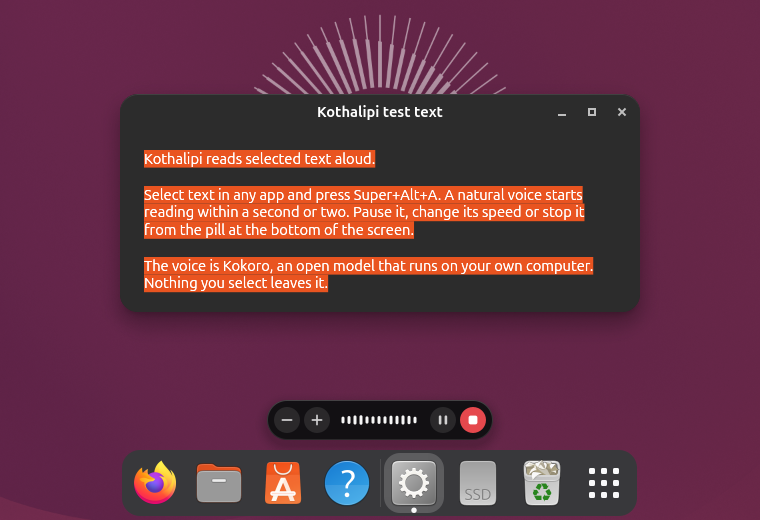 Kothalipi test text
Kothalipi reads selected text aloud.
Select text in any app and press Super+Alt+A. A natural voice starts
reading within a second or two. Pause it, change its speed or stop it
from the pill at the bottom of the screen.
The voice is Kokoro, an open model that runs on your own computer.
Nothing you select leaves it.
SSD